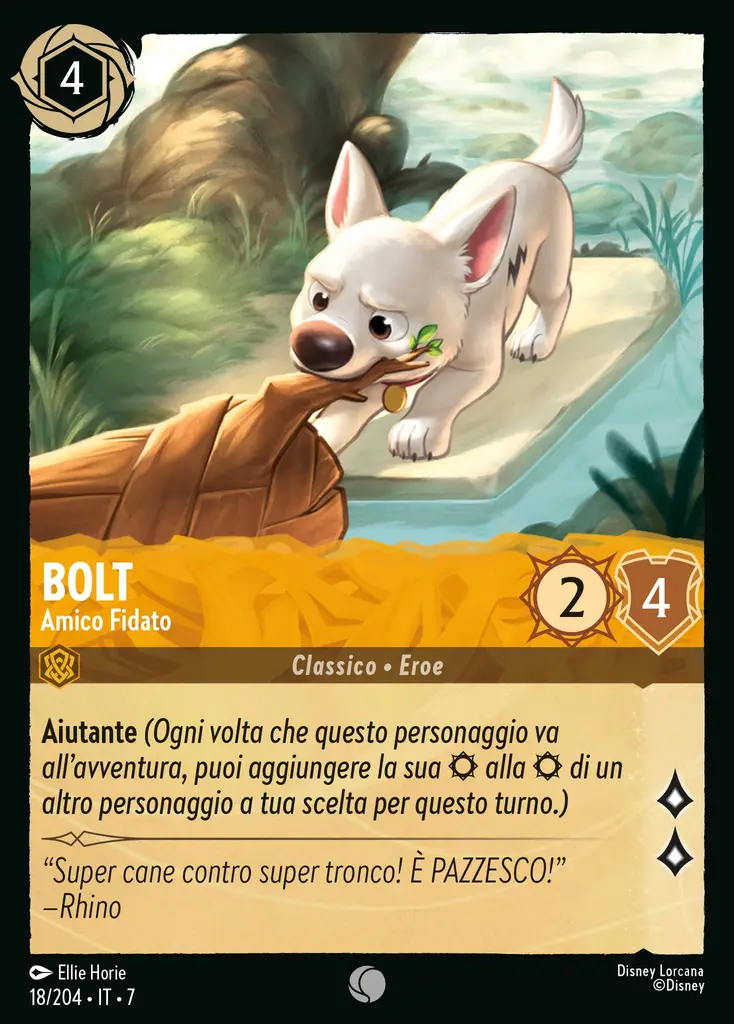 4
BOLT
Amico Fidato
2
4
Classico • Eroe
Aiutante (Ogni volta che questo personaggio va
all'avventura, puoi aggiungere la sua alla di un
altro personaggio a tua scelta per questo turno.)
“Super cane contro super tronco! È PAZZESCO!”
–Rhino
Ellie Horie
18/204 • IT • 7
Disney Lorcana
©Disney